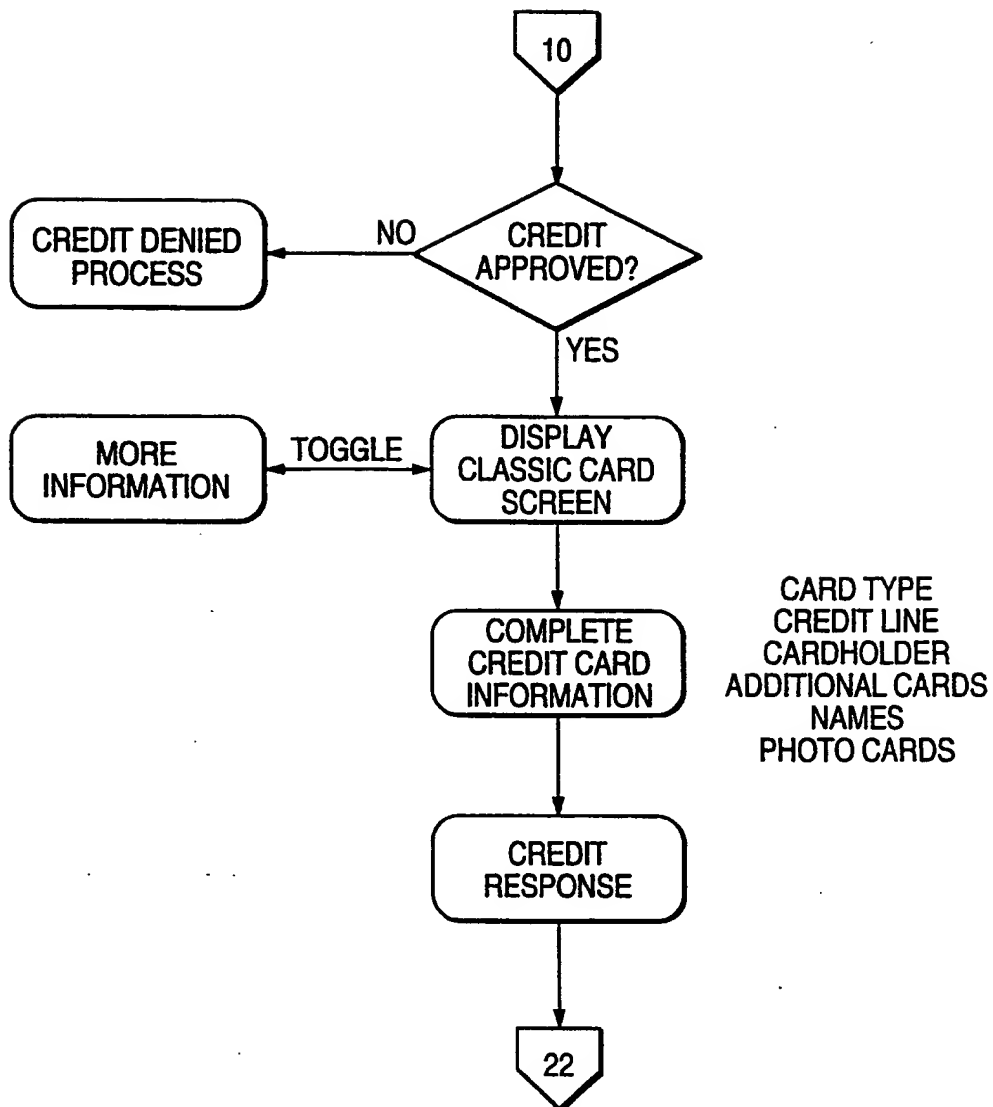 10
CREDIT
APPROVED?
NO
CREDIT DENIED
PROCESS
YES
DISPLAY
CLASSIC CARD
SCREEN
TOGGLE
MORE
INFORMATION
COMPLETE
CREDIT CARD
INFORMATION
CARD TYPE
CREDIT LINE
CARDHOLDER
ADDITIONAL CARDS
NAMES
PHOTO CARDS
CREDIT
RESPONSE
22